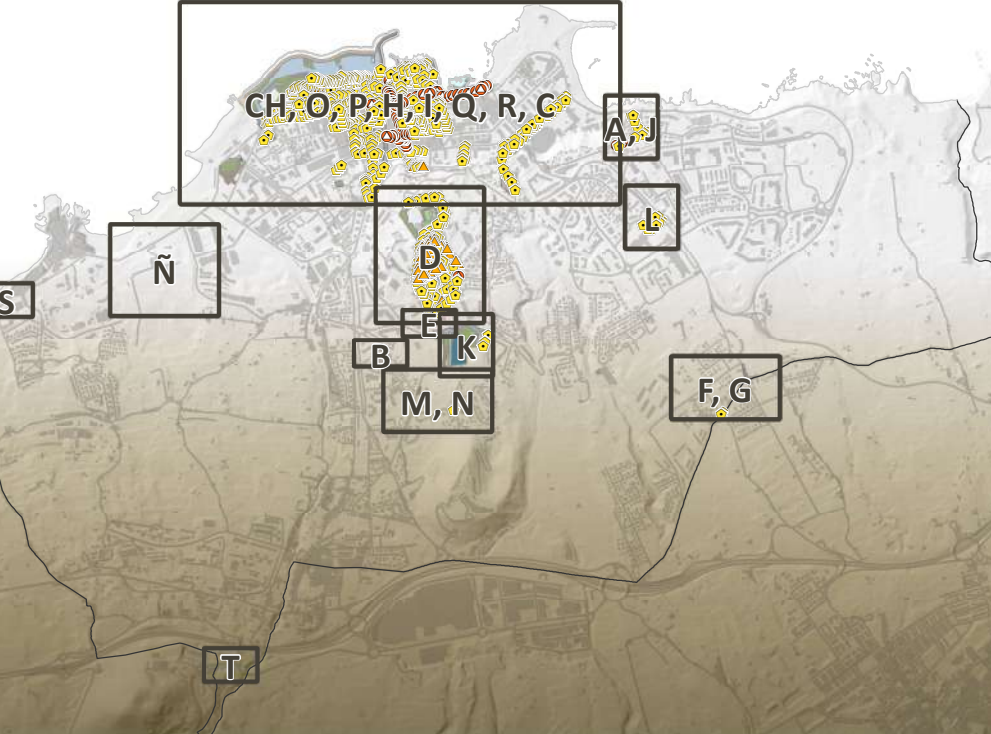 CH, O, P, H, I, Q, R, C
A, J
L
Ñ
D
S
E
B
K
M, N
F, G
T